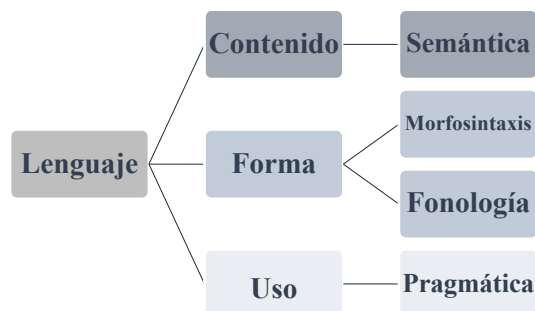 Contenido
Semántica
Lenguaje
Forma
Morfosintaxis
Fonología
Uso
Pragmática